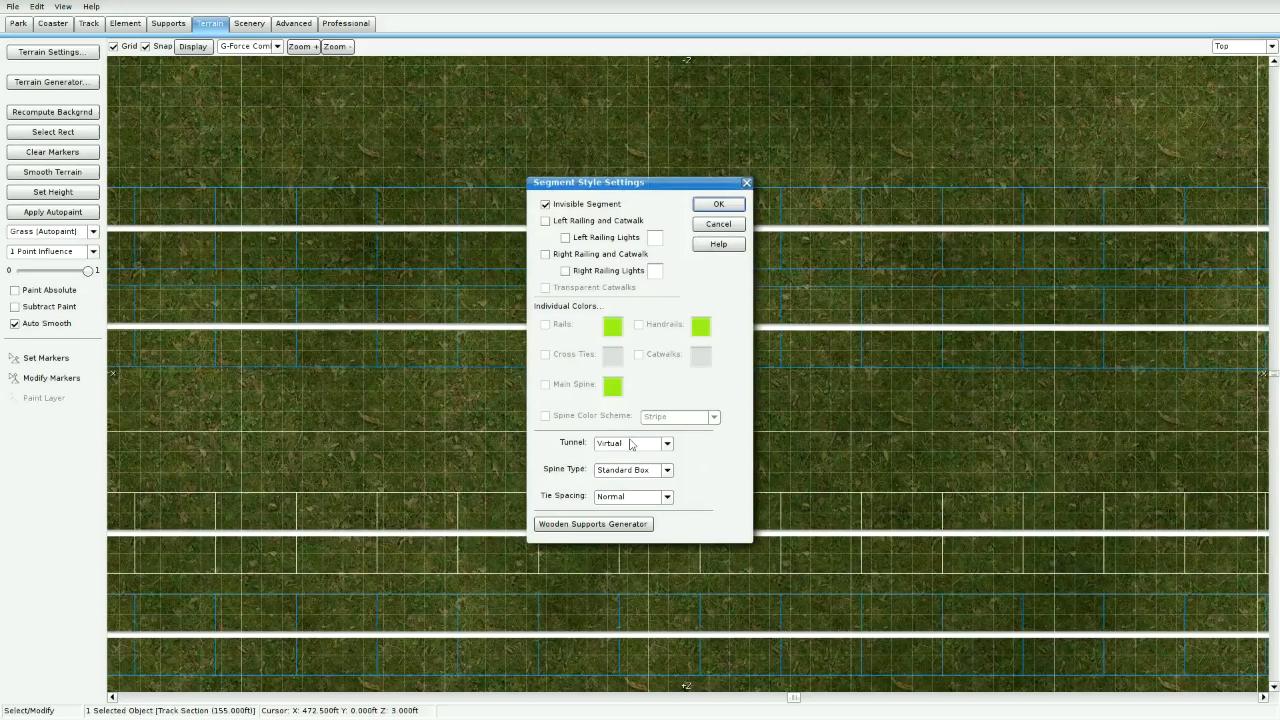 File Edit View Help
Park Coaster Track Element Supports Terrain Scenery Advanced Professional
Terrain Settings... Grid Snap Display G-Force Coml Zoom + Zoom - Top
-Z
Terrain Generator...
Recompute Backgrnd
Select Rect
Clear Markers
Smooth Terrain
Set Height
Apply Autopaint
Grass [Autopaint]
1 Point Influence
0 1
Paint Absolute
Subtract Paint
Auto Smooth
Set Markers
Modify Markers
Paint Layer
Segment Style Settings
Invisible Segment OK
Left Railing and Catwalk Cancel
Left Railing Lights Help
Right Railing and Catwalk
Right Railing Lights
Transparent Catwalks
Individual Colors...
Rails: Handrails:
Cross Ties: Catwalks:
Main Spine:
Spine Color Scheme: Stripe
Tunnel: Virtual
Spine Type: Standard Box
Tie Spacing: Normal
Wooden Supports Generator
+Z
Select/Modify 1 Selected Object [Track Section (155.000ft)] Cursor: X: 472.500ft Y: 0.000ft Z: 3.000ft